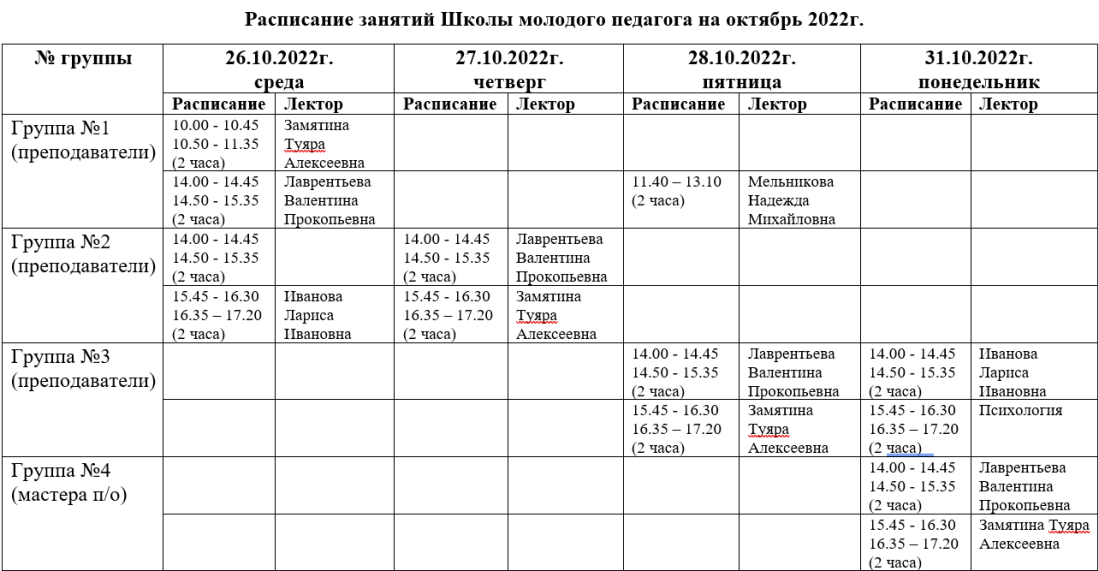 Расписание занятий Школы молодого педагога на октябрь 2022г.
№ группы
26.10.2022г.
среда
27.10.2022г.
четверг
28.10.2022г.
пятница
31.10.2022г.
понедельник
Расписание
Лектор
Расписание
Лектор
Расписание
Лектор
Расписание
Лектор
Группа №1
(преподаватели)
10.00 - 10.45
10.50 - 11.35
(2 часа)
Замятина
Туяра
Алексеевна
14.00 - 14.45
14.50 - 15.35
(2 часа)
Лаврентьева
Валентина
Прокопьевна
11.40 – 13.10
(2 часа)
Мельникова
Надежда
Михайловна
Группа №2
(преподаватели)
14.00 - 14.45
14.50 - 15.35
(2 часа)
14.00 - 14.45
14.50 - 15.35
(2 часа)
Лаврентьева
Валентина
Прокопьевна
15.45 - 16.30
16.35 – 17.20
(2 часа)
Иванова
Лариса
Ивановна
15.45 - 16.30
16.35 – 17.20
(2 часа)
Замятина
Туяра
Алексеевна
Группа №3
(преподаватели)
14.00 - 14.45
14.50 - 15.35
(2 часа)
Лаврентьева
Валентина
Прокопьевна
14.00 - 14.45
14.50 - 15.35
(2 часа)
Иванова
Лариса
Ивановна
15.45 - 16.30
16.35 – 17.20
(2 часа)
Замятина
Туяра
Алексеевна
15.45 - 16.30
16.35 – 17.20
(2 часа)
Психология
Группа №4
(мастера п/о)
14.00 - 14.45
14.50 - 15.35
(2 часа)
Лаврентьева
Валентина
Прокопьевна
15.45 - 16.30
16.35 – 17.20
(2 часа)
Замятина Туяра
Алексеевна